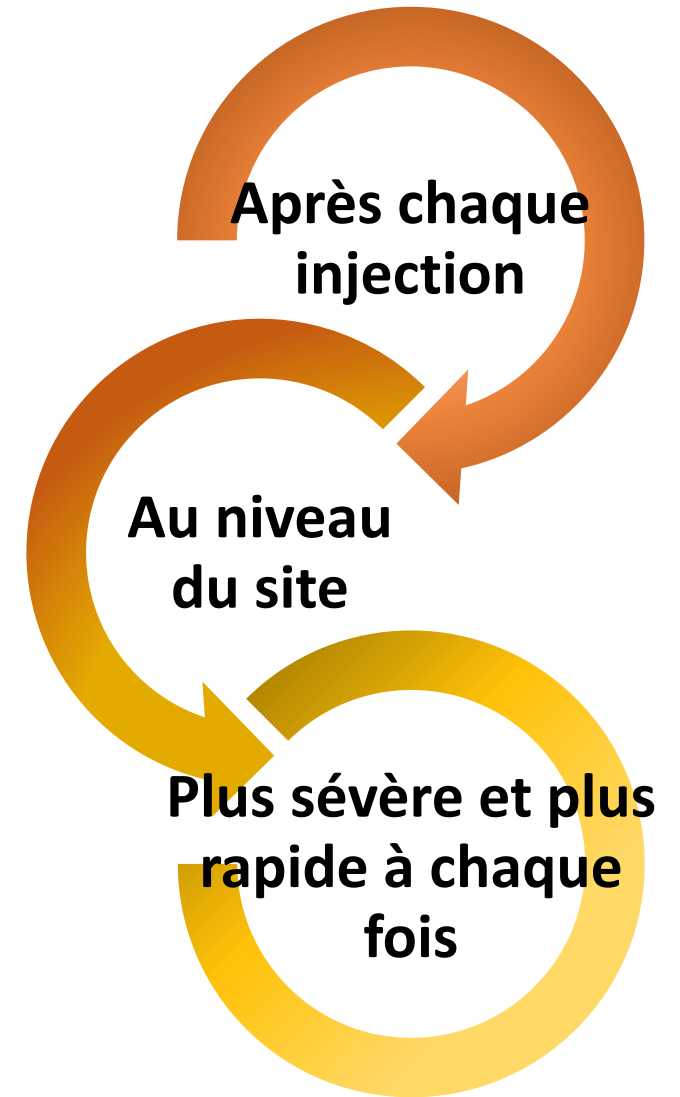 Après chaque
injection
Au niveau
du site
Plus sévère et plus
rapide à chaque
fois